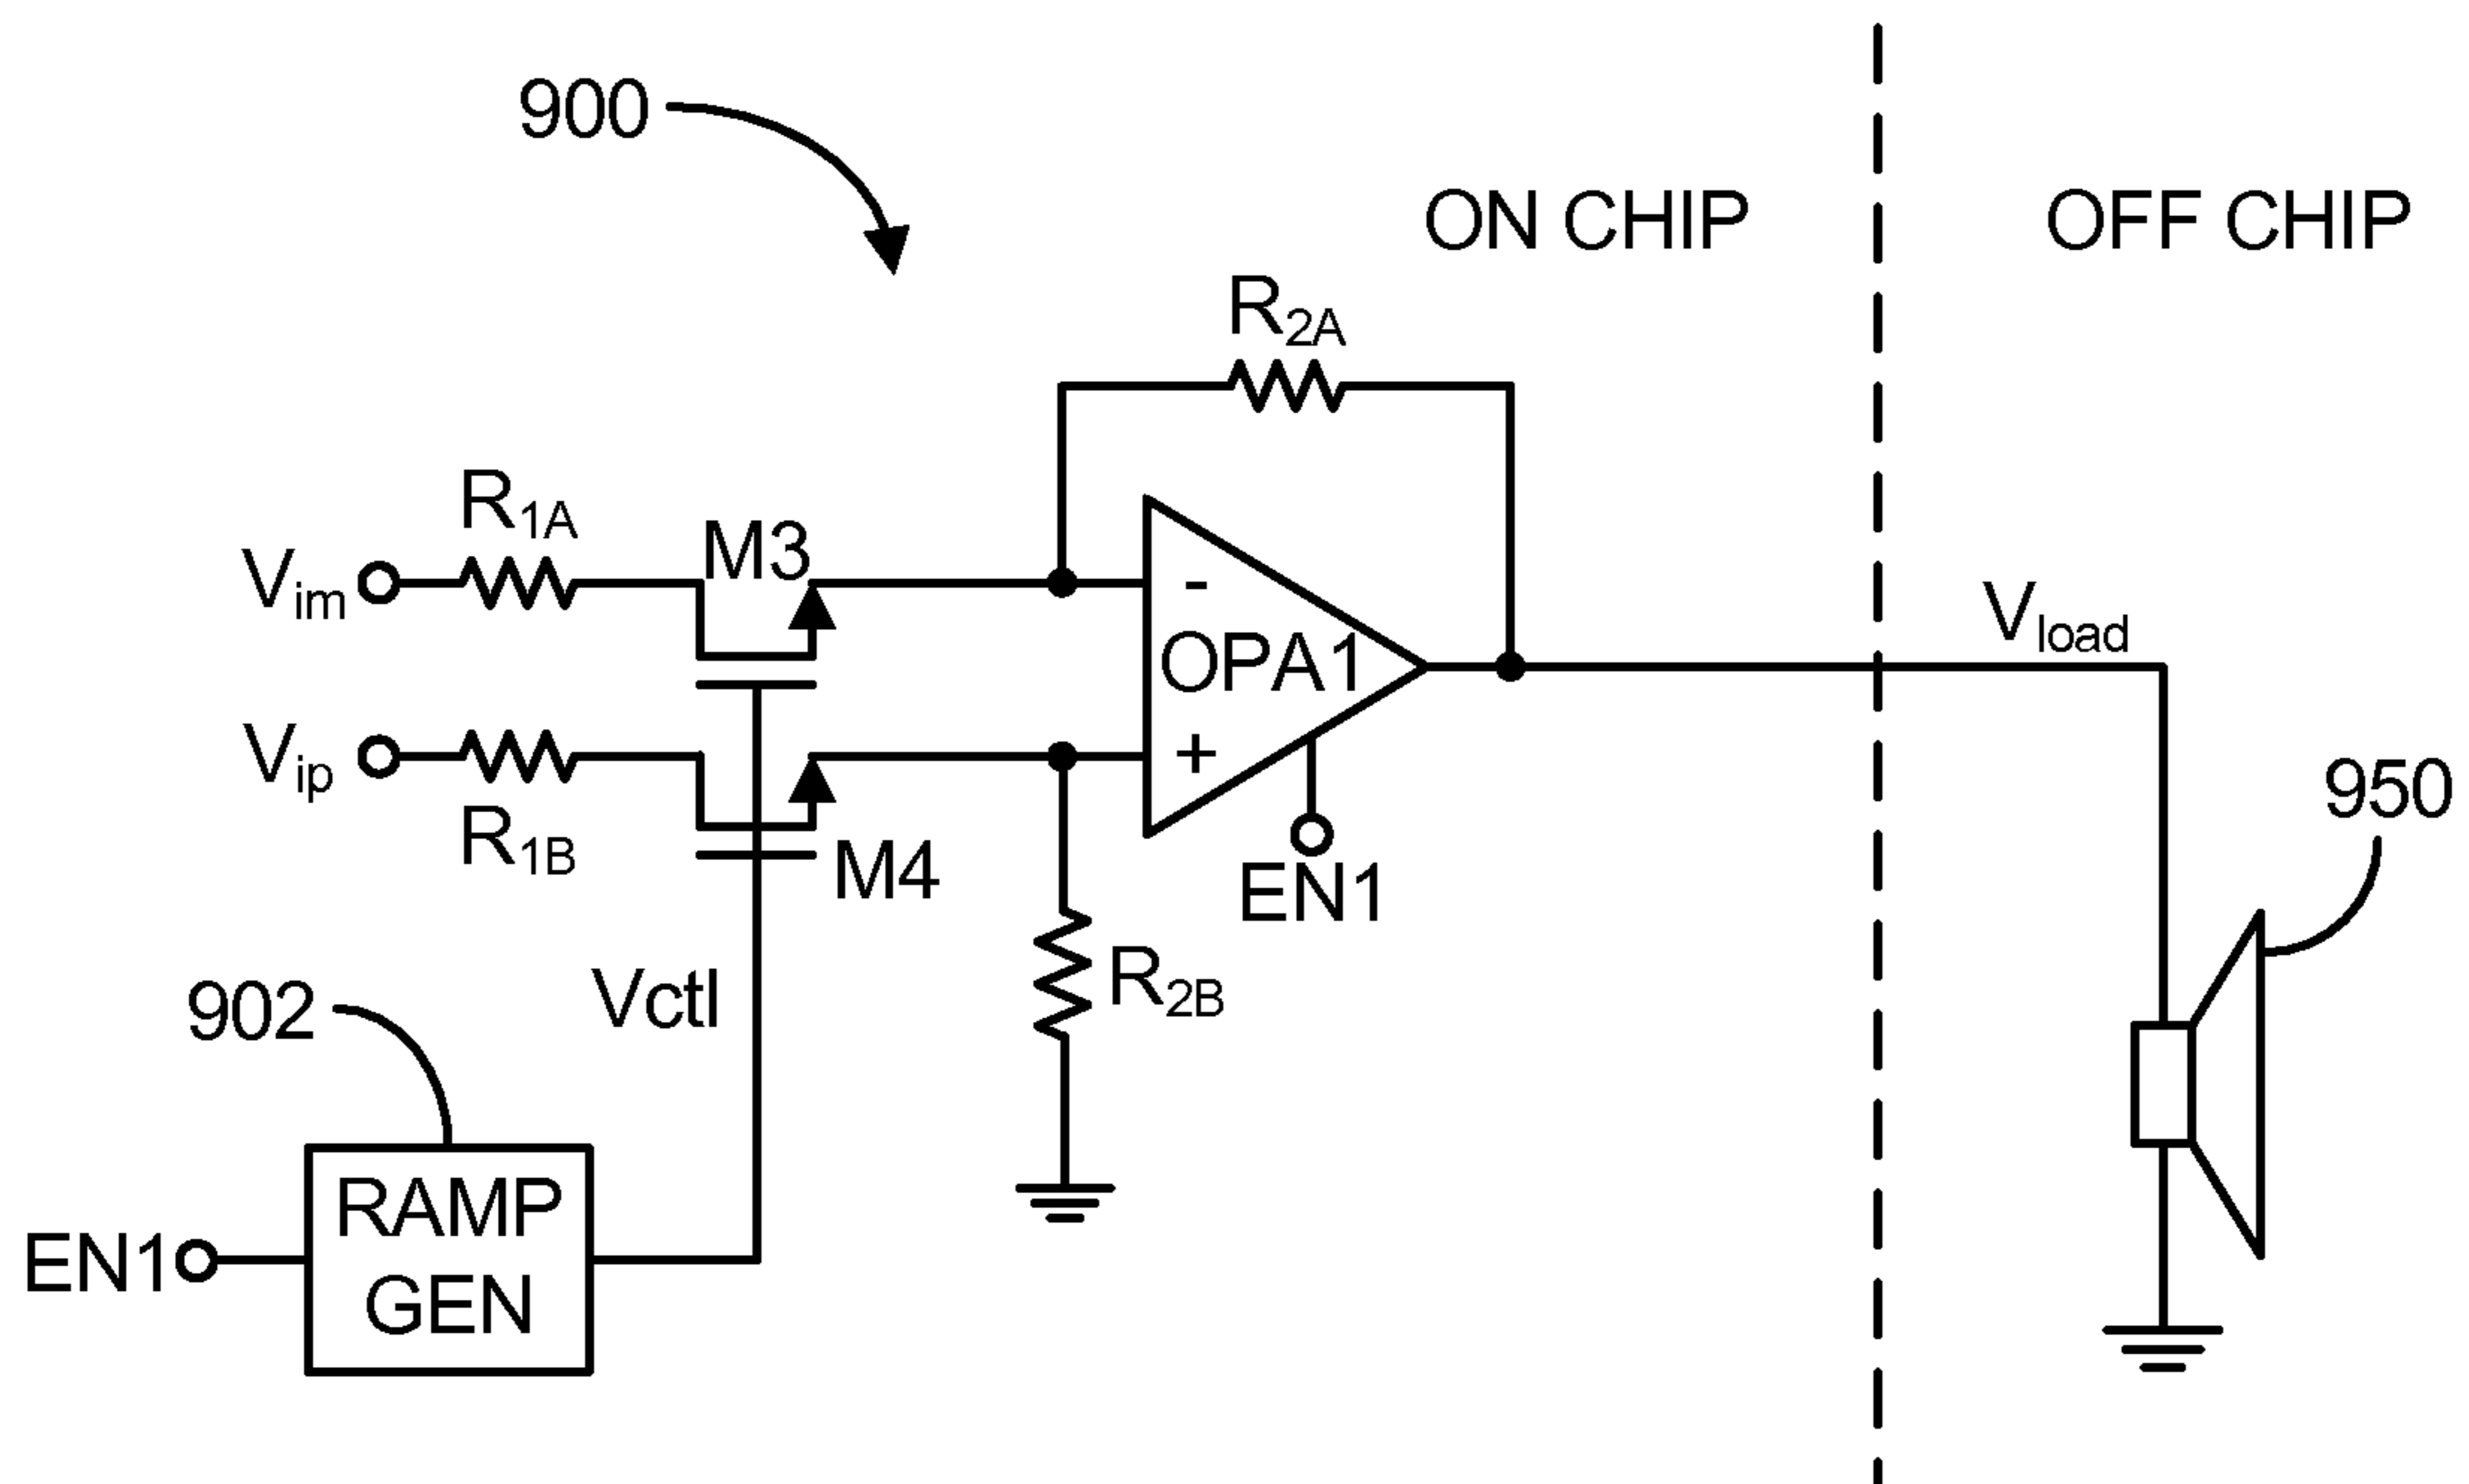 900
ON CHIP
OFF CHIP
R2A
R1A
M3
Vim
-
OPA1
Vload
Vip
+
R1B
M4
EN1
950
R2B
902
Vctl
RAMP
GEN
EN1